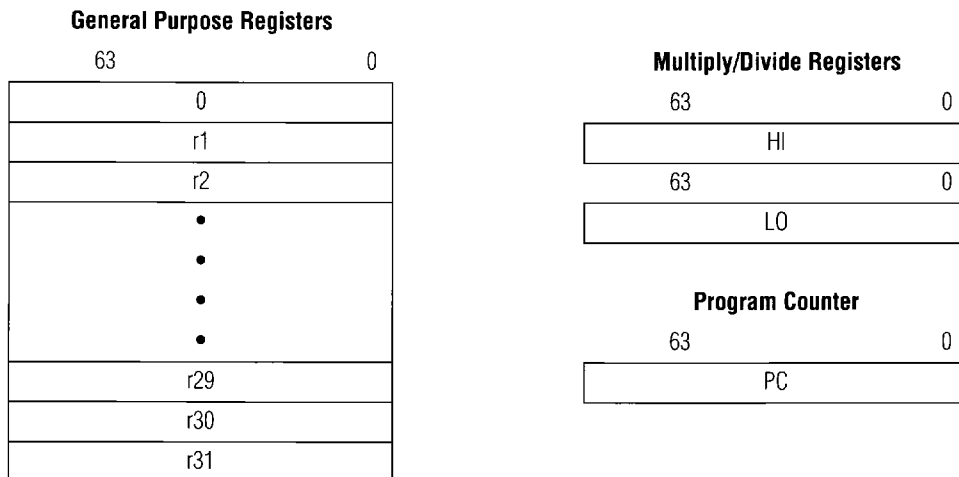 General Purpose Registers
63 0
0
r1
r2
•
•
•
•
r29
r30
r31
Multiply/Divide Registers
63 0
HI
63 0
LO
Program Counter
63 0
PC